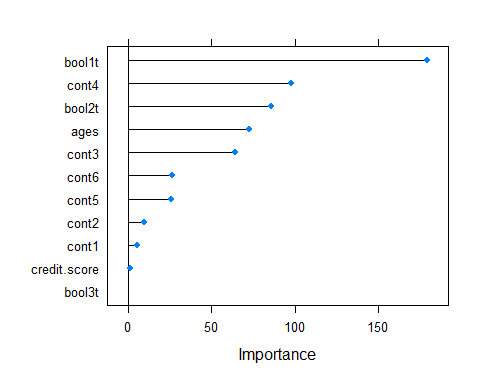 bool1t
cont4
bool2t
ages
cont3
cont6
cont5
cont2
cont1
credit.score
bool3t
0 50 100 150
Importance